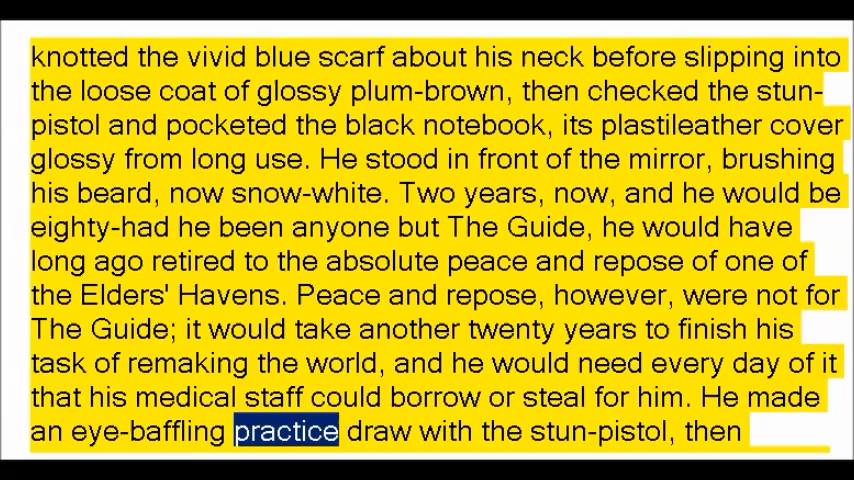 knotted the vivid blue scarf about his neck before slipping into
the loose coat of glossy plum-brown, then checked the stun-
pistol and pocketed the black notebook, its plastileather cover
glossy from long use. He stood in front of the mirror, brushing
his beard, now snow-white. Two years, now, and he would be
eighty-had he been anyone but The Guide, he would have
long ago retired to the absolute peace and repose of one of
the Elders' Havens. Peace and repose, however, were not for
The Guide; it would take another twenty years to finish his
task of remaking the world, and he would need every day of it
that his medical staff could borrow or steal for him. He made
an eye-baffling practice draw with the stun-pistol, then